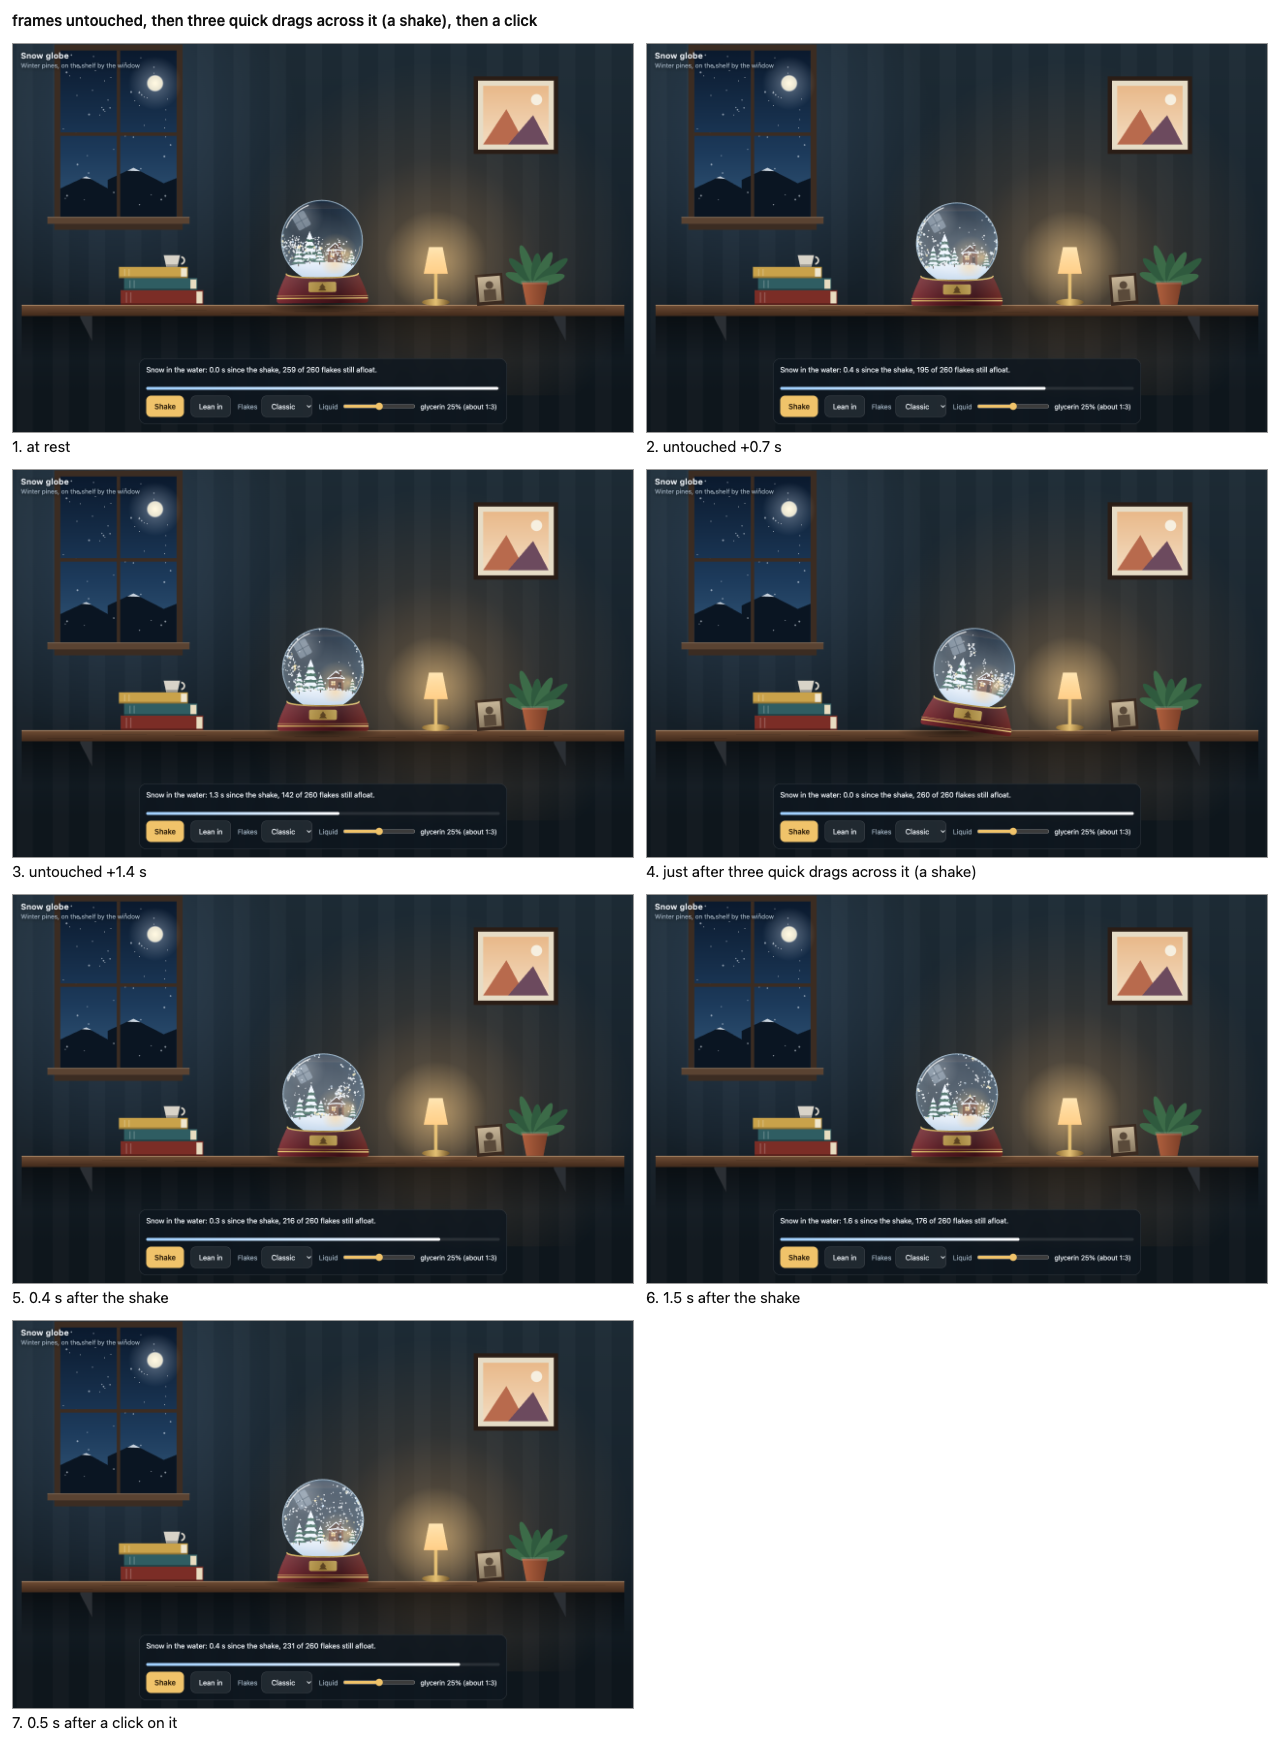 frames untouched, then three quick drags across it (a shake), then a click
Snow globe
Winter pines, on the shelf by the window
Snow in the water: 0.0 s since the shake, 259 of 260 flakes still afloat.
Shake Lean in Flakes Classic Liquid glycerin 25% (about 1:3)
1. at rest
Snow globe
Winter pines, on the shelf by the window
Snow in the water: 0.4 s since the shake, 195 of 260 flakes still afloat.
Shake Lean in Flakes Classic Liquid glycerin 25% (about 1:3)
2. untouched +0.7 s
Snow globe
Winter pines, on the shelf by the window
Snow in the water: 1.3 s since the shake, 142 of 260 flakes still afloat.
Shake Lean in Flakes Classic Liquid glycerin 25% (about 1:3)
3. untouched +1.4 s
Snow globe
Winter pines, on the shelf by the window
Snow in the water: 0.0 s since the shake, 260 of 260 flakes still afloat.
Shake Lean in Flakes Classic Liquid glycerin 25% (about 1:3)
4. just after three quick drags across it (a shake)
Snow globe
Winter pines, on the shelf by the window
Snow in the water: 0.3 s since the shake, 216 of 260 flakes still afloat.
Shake Lean in Flakes Classic Liquid glycerin 25% (about 1:3)
5. 0.4 s after the shake
Snow globe
Winter pines, on the shelf by the window
Snow in the water: 1.6 s since the shake, 176 of 260 flakes still afloat.
Shake Lean in Flakes Classic Liquid glycerin 25% (about 1:3)
6. 1.5 s after the shake
Snow globe
Winter pines, on the shelf by the window
Snow in the water: 0.4 s since the shake, 231 of 260 flakes still afloat.
Shake Lean in Flakes Classic Liquid glycerin 25% (about 1:3)
7. 0.5 s after a click on it